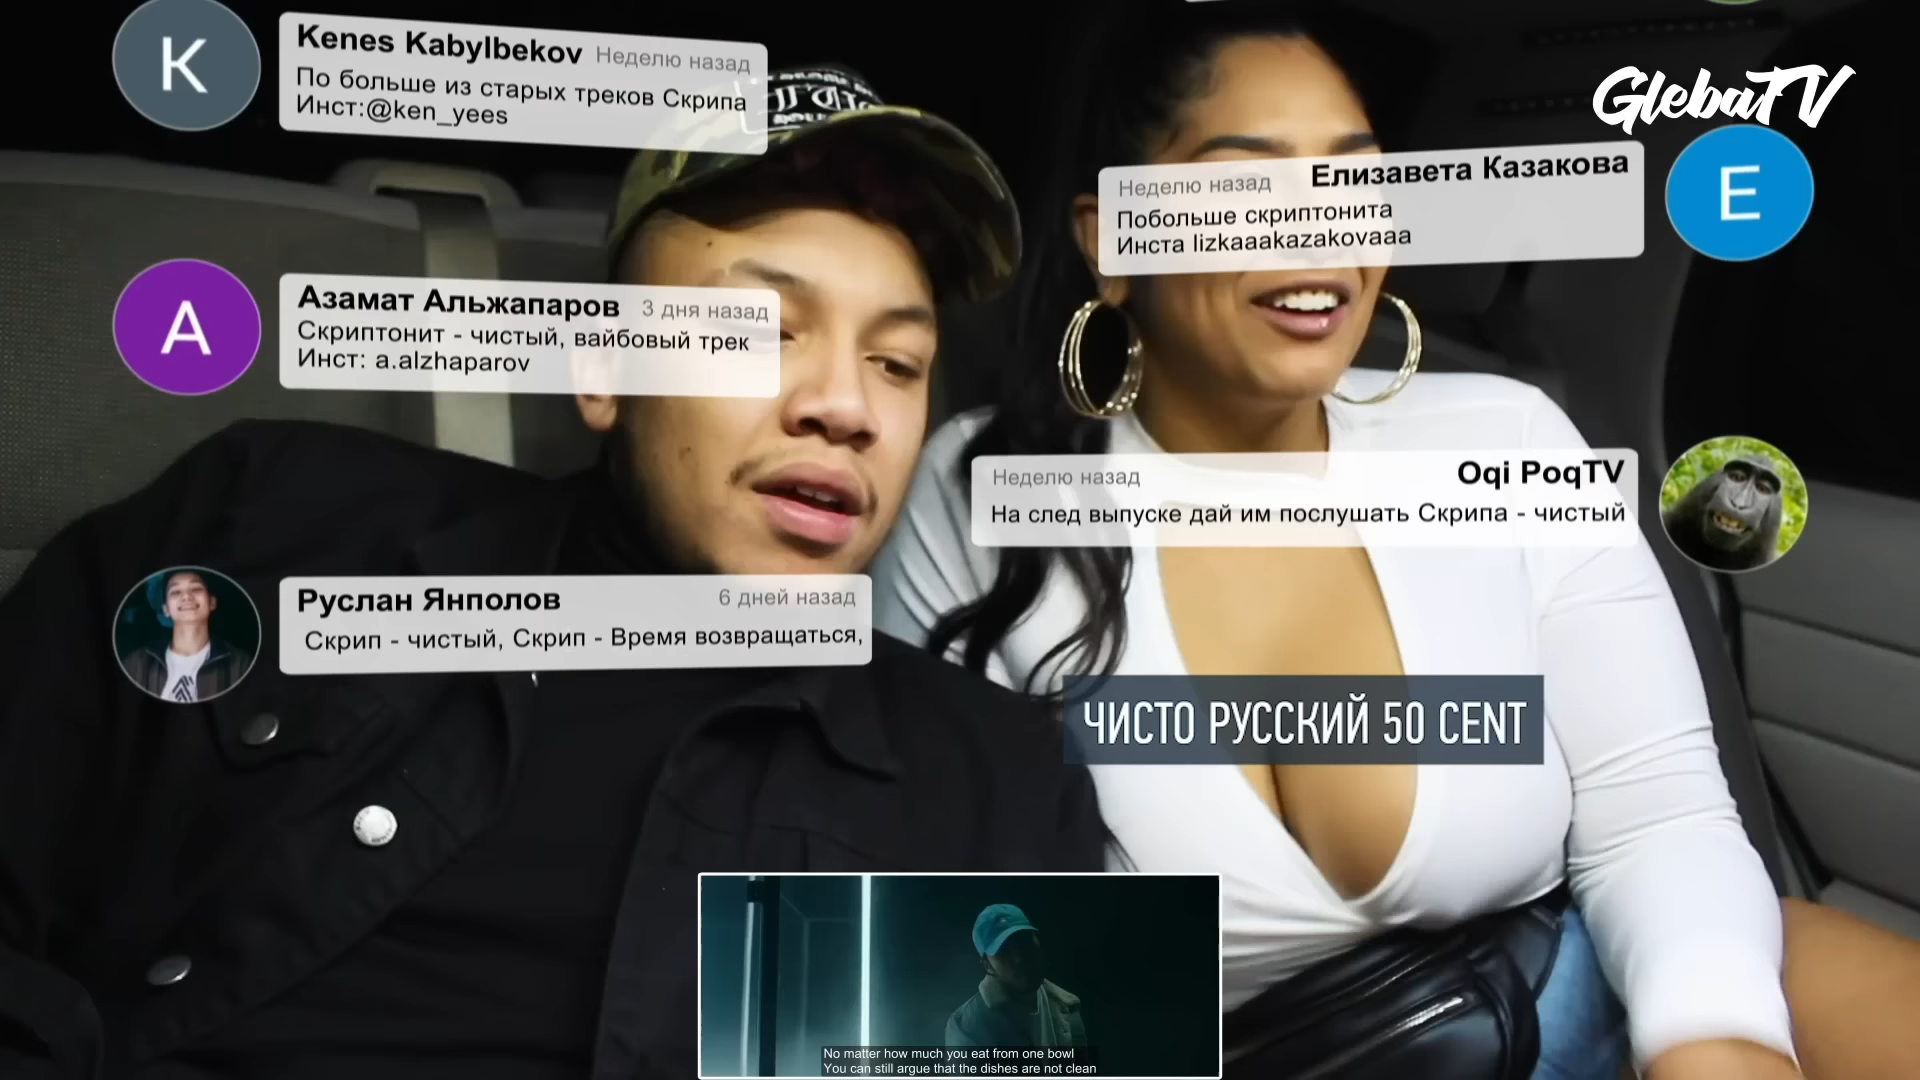 Kenes Kabylbekov Неделю назад
По больше из старых треков Скрипа
Инст:@ken_yees
GlebaTV
Неделю назад Елизавета Казакова
Побольше скриптонита
Инста lizkaaakazakovaaa
E
K
Азамат Альжапаров 3 дня назад
Скриптонит - чистый, вайбовый трек
Инст: a.alzhaparov
A
Неделю назад Oqi PoqTV
На след выпуске дай им послушать Скрипа - чистый
Руслан Янполов 6 дней назад
Скрип - чистый, Скрип - Время возвращаться,
ЧИСТО РУССКИЙ 50 CENT
No matter how much you eat from one bowl
You can still argue that the dishes are not clean